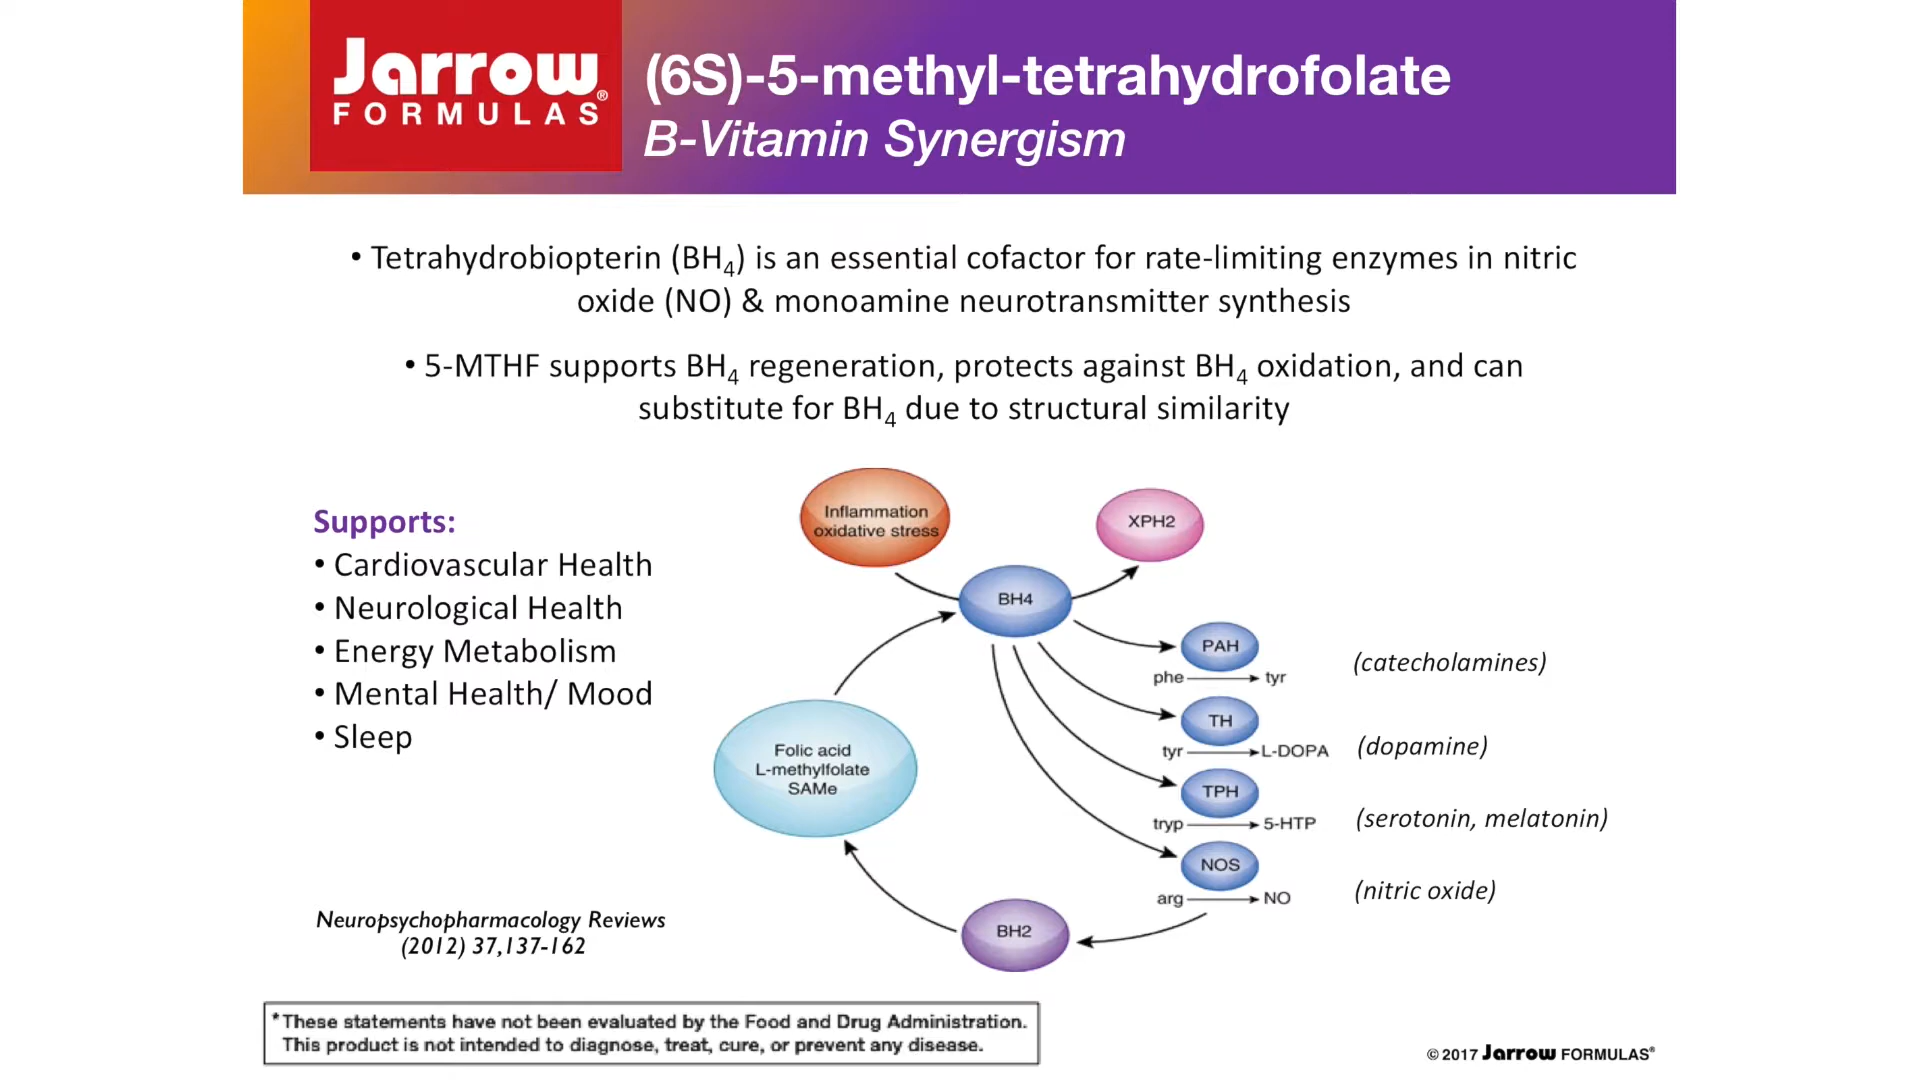 Jarrow®
FORMULAS
(6S)-5-methyl-tetrahydrofolate
B-Vitamin Synergism
• Tetrahydrobiopterin (BH₄) is an essential cofactor for rate-limiting enzymes in nitric
oxide (NO) & monoamine neurotransmitter synthesis
• 5-MTHF supports BH₄ regeneration, protects against BH₄ oxidation, and can
substitute for BH₄ due to structural similarity
Supports:
• Cardiovascular Health
• Neurological Health
• Energy Metabolism
• Mental Health/ Mood
• Sleep
Inflammation
oxidative stress
XPH2
BH4
PAH
phe tyr
(catecholamines)
TH
tyr L-DOPA
(dopamine)
TPH
tryp 5-HTP
(serotonin, melatonin)
NOS
arg NO
(nitric oxide)
Folic acid
L-methylfolate
SAMe
BH2
Neuropsychopharmacology Reviews
(2012) 37,137-162
*These statements have not been evaluated by the Food and Drug Administration.
This product is not intended to diagnose, treat, cure, or prevent any disease.
© 2017 Jarrow FORMULAS®